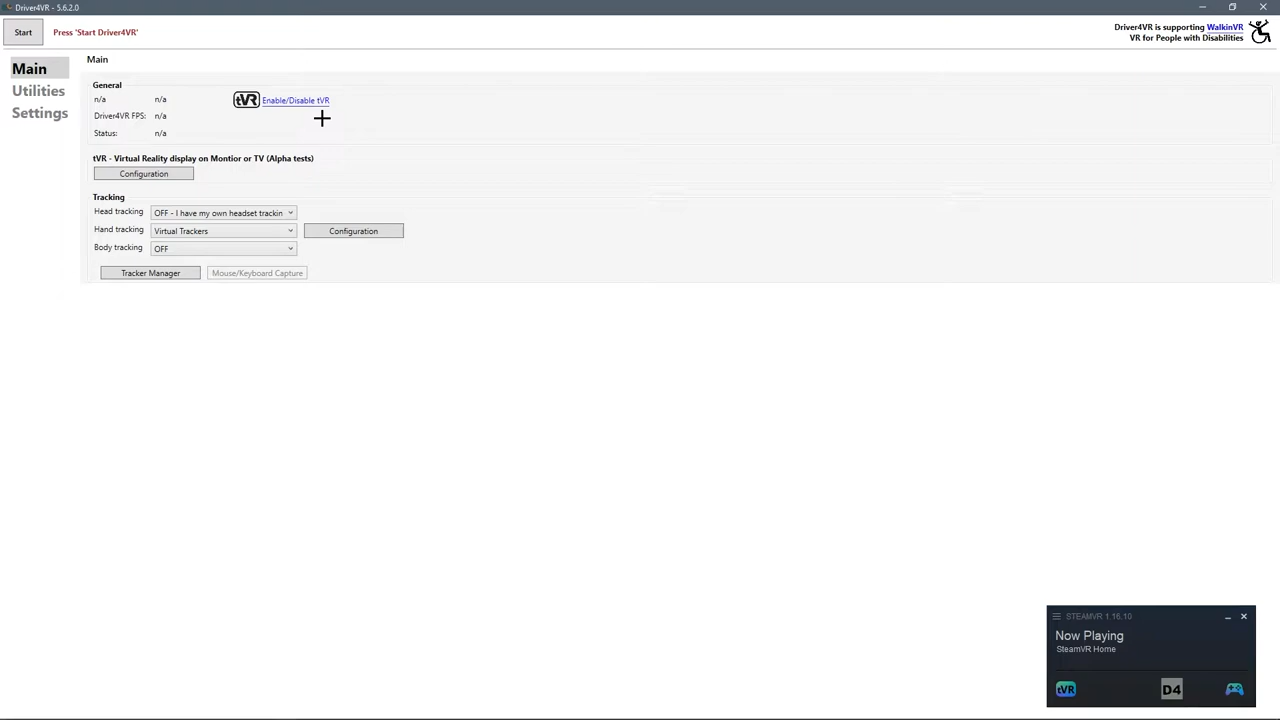 Driver4VR - 5.6.2.0
Start
Press 'Start Driver4VR'
Driver4VR is supporting WalkinVR
VR for People with Disabilities
Main
Utilities
Settings
Main
General
n/a n/a
tVR Enable/Disable tVR
Driver4VR FPS: n/a
Status: n/a
tVR - Virtual Reality display on Montior or TV (Alpha tests)
Configuration
Tracking
Head tracking OFF - I have my own headset trackin
Hand tracking Virtual Trackers Configuration
Body tracking OFF
Tracker Manager Mouse/Keyboard Capture
STEAMVR 1.16.10
Now Playing
SteamVR Home
tVR D4